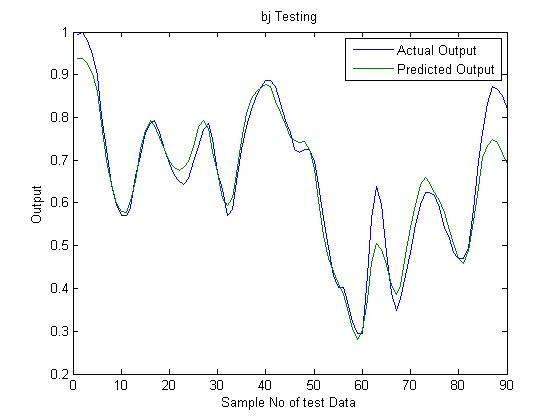 bj Testing
Actual Output
Predicted Output
1
0.9
0.8
0.7
0.6
0.5
0.4
0.3
0.2
Output
0 10 20 30 40 50 60 70 80 90
Sample No of test Data